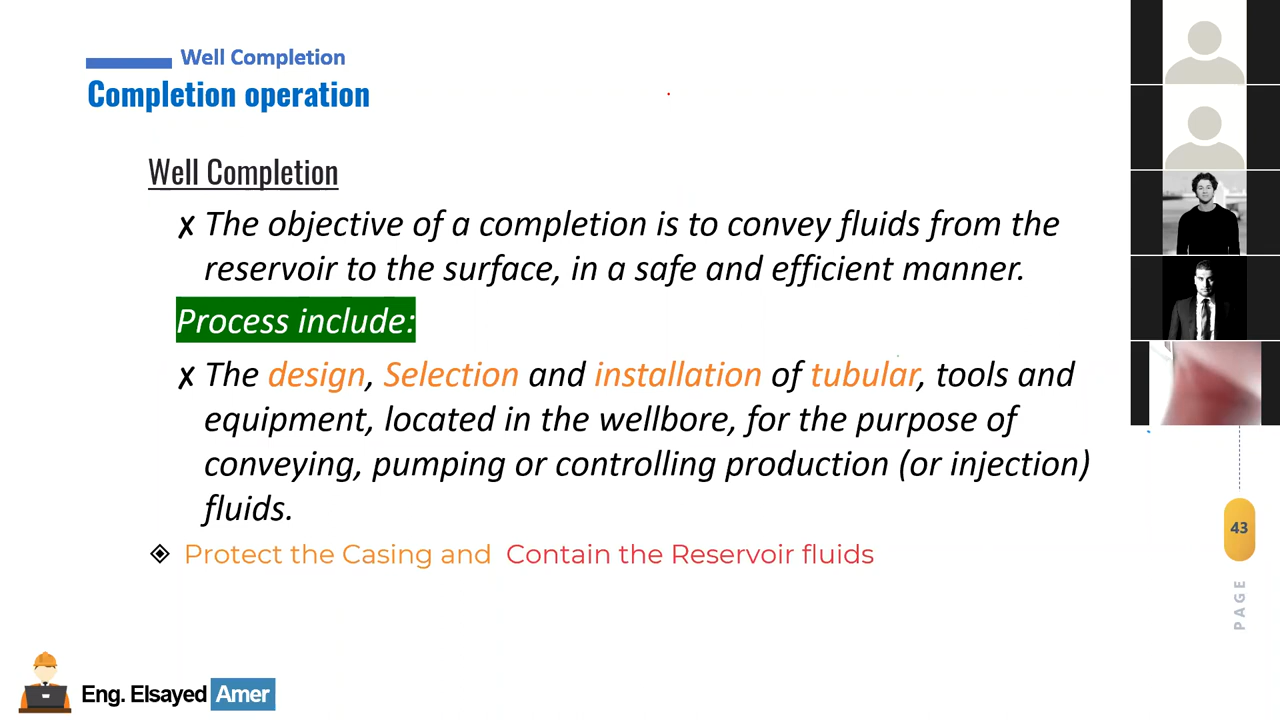 Well Completion
Completion operation
Well Completion
✗ The objective of a completion is to convey fluids from the
reservoir to the surface, in a safe and efficient manner.
Process include:
✗ The design, Selection and installation of tubular, tools and
equipment, located in the wellbore, for the purpose of
conveying, pumping or controlling production (or injection)
fluids.
Protect the Casing and Contain the Reservoir fluids
43
PAGE
Eng. Elsayed Amer